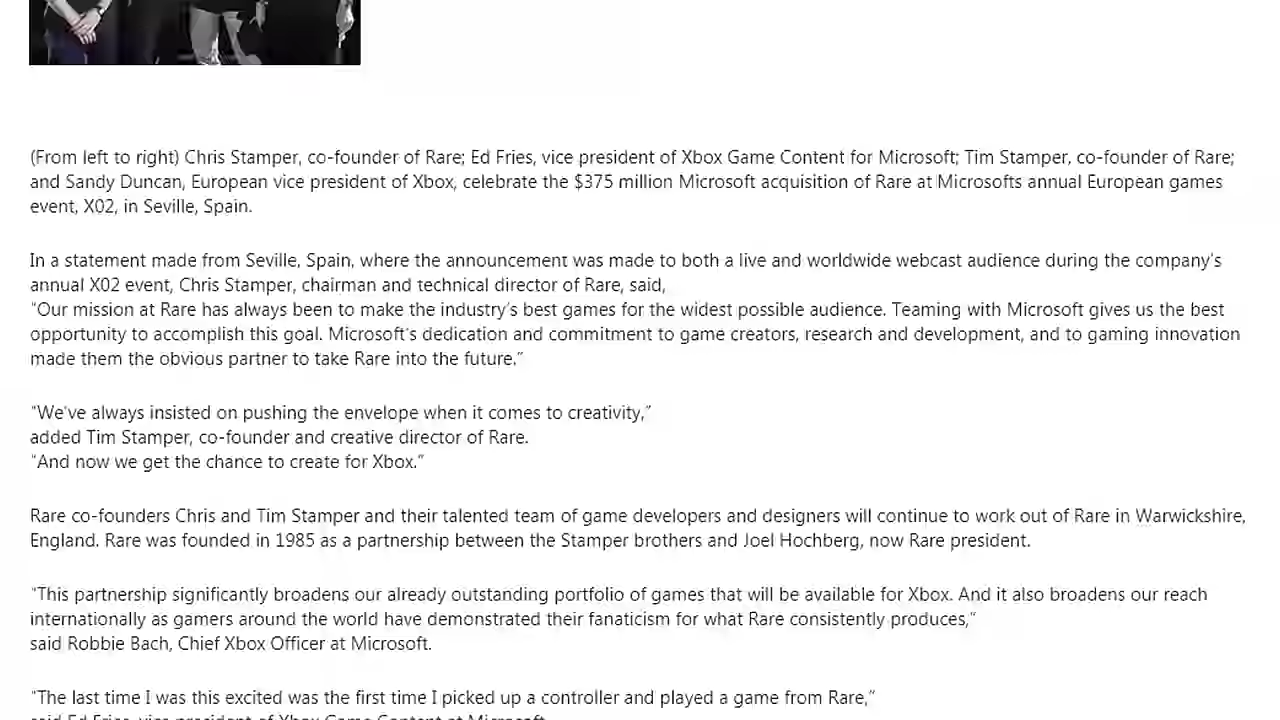 (From left to right) Chris Stamper, co-founder of Rare; Ed Fries, vice president of Xbox Game Content for Microsoft; Tim Stamper, co-founder of Rare;
and Sandy Duncan, European vice president of Xbox, celebrate the $375 million Microsoft acquisition of Rare at Microsofts annual European games
event, X02, in Seville, Spain.
In a statement made from Seville, Spain, where the announcement was made to both a live and worldwide webcast audience during the company's
annual X02 event, Chris Stamper, chairman and technical director of Rare, said,
“Our mission at Rare has always been to make the industry's best games for the widest possible audience. Teaming with Microsoft gives us the best
opportunity to accomplish this goal. Microsoft's dedication and commitment to game creators, research and development, and to gaming innovation
made them the obvious partner to take Rare into the future.”
“We've always insisted on pushing the envelope when it comes to creativity,”
added Tim Stamper, co-founder and creative director of Rare.
“And now we get the chance to create for Xbox.”
Rare co-founders Chris and Tim Stamper and their talented team of game developers and designers will continue to work out of Rare in Warwickshire,
England. Rare was founded in 1985 as a partnership between the Stamper brothers and Joel Hochberg, now Rare president.
“This partnership significantly broadens our already outstanding portfolio of games that will be available for Xbox. And it also broadens our reach
internationally as gamers around the world have demonstrated their fanaticism for what Rare consistently produces,”
said Robbie Bach, Chief Xbox Officer at Microsoft.
“The last time I was this excited was the first time I picked up a controller and played a game from Rare,”
said Ed Fries, vice president of Xbox Game Content at Microsoft.